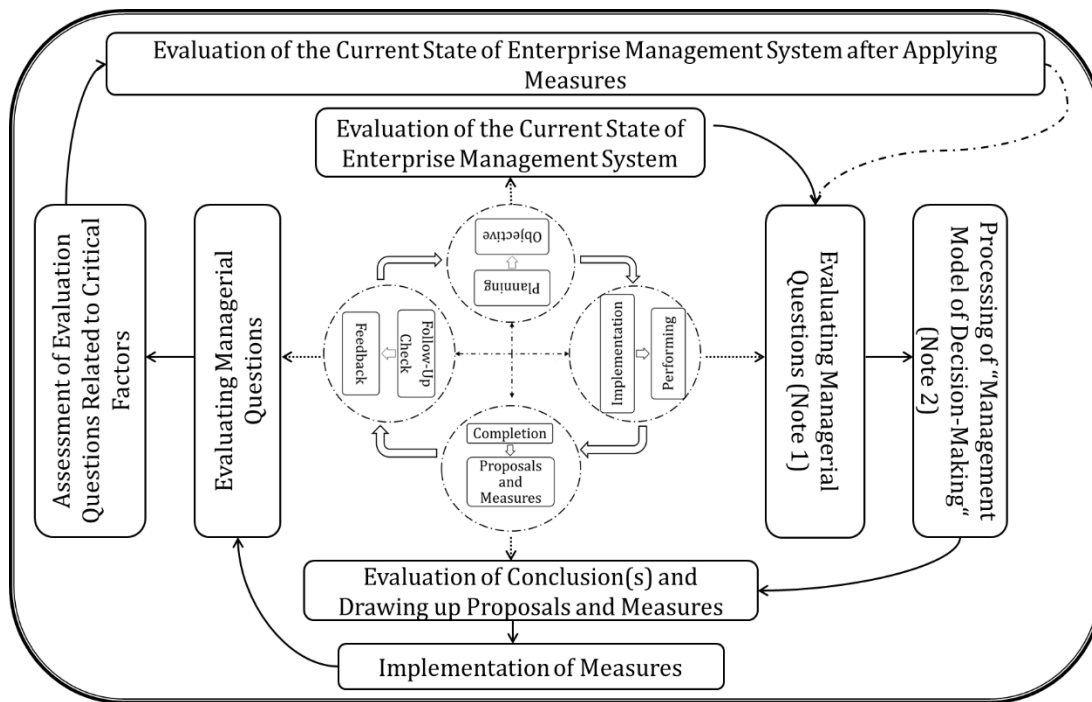 Evaluation of the Current State of Enterprise Management System after Applying
Measures
Evaluation of the Current State of
Enterprise Management System
Assessment of Evaluation
Questions Related to Critical
Factors
Evaluating Managerial
Questions
Objective
Planning
Follow-Up
Check
Feedback
Performing
Implementation
Completion
Proposals
and
Measures
Evaluating Managerial
Questions (Note 1)
Processing of “Management
Model of Decision-Making“
(Note 2)
Evaluation of Conclusion(s) and
Drawing up Proposals and Measures
Implementation of Measures